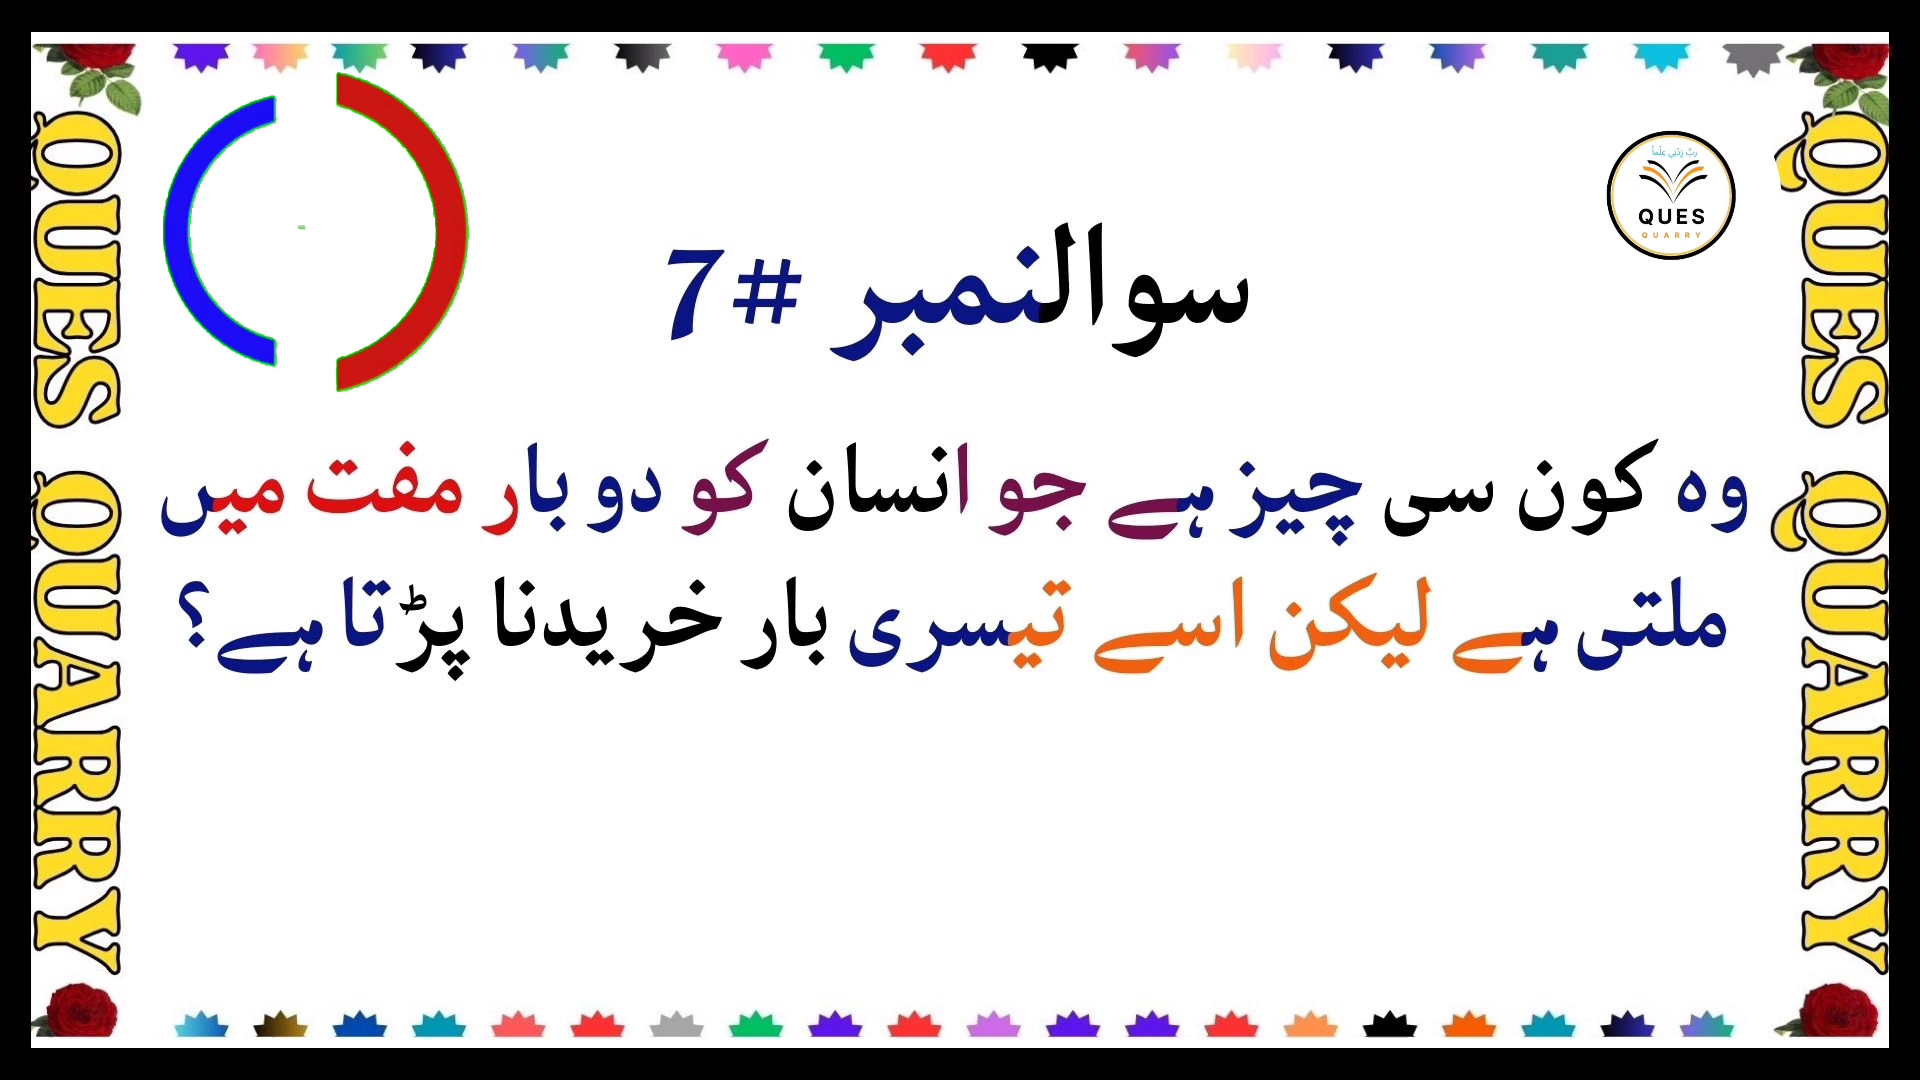 QUES QUARRY
رَبِّ زِدْنِي عِلْماً
QUES
QUARRY
سوالنمبر #7
وہ کون سی چیز ہے جو انسان کو دو بار مفت میں
ملتی ہے لیکن اسے تیسری بار خریدنا پڑتا ہے؟
QUES QUARRY